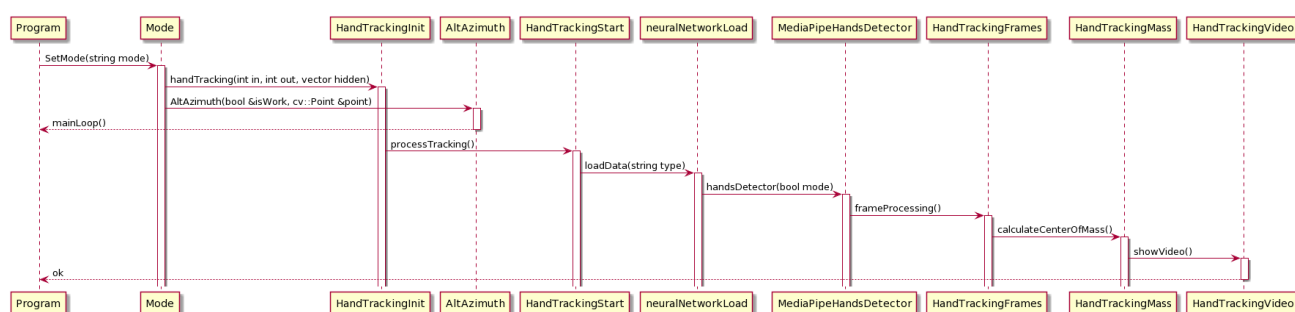 Program Mode HandTrackingInit AltAzimuth HandTrackingStart neuralNetworkLoad MediaPipeHandsDetector HandTrackingFrames HandTrackingMass HandTrackingVideo
SetMode(string mode)
handTracking(int in, int out, vector hidden)
AltAzimuth(bool &isWork, cv::Point &point)
mainLoop()
processTracking()
loadData(string type)
handsDetector(bool mode)
frameProcessing()
calculateCenterOfMass()
showVideo()
ok
Program Mode HandTrackingInit AltAzimuth HandTrackingStart neuralNetworkLoad MediaPipeHandsDetector HandTrackingFrames HandTrackingMass HandTrackingVideo